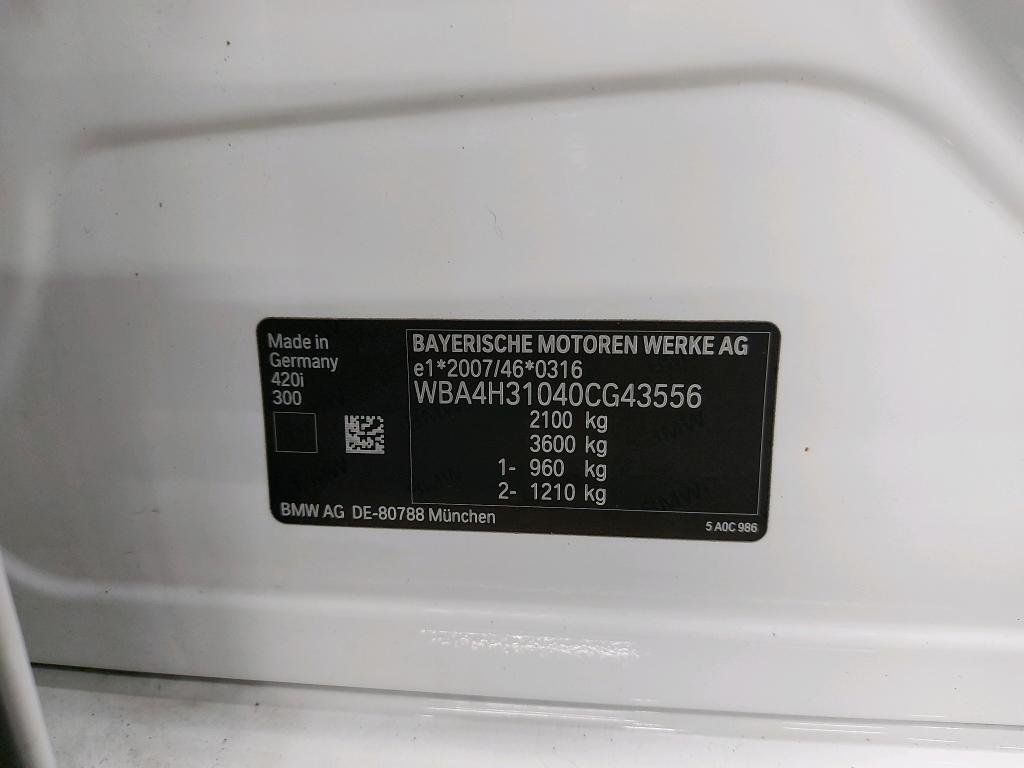 Made in
Germany
420i
300
BAYERISCHE MOTOREN WERKE AG
e1*2007/46*0316
WBA4H31040CG43556
2100 kg
3600 kg
1- 960 kg
2- 1210 kg
BMW AG DE-80788 München
5 A0C 986